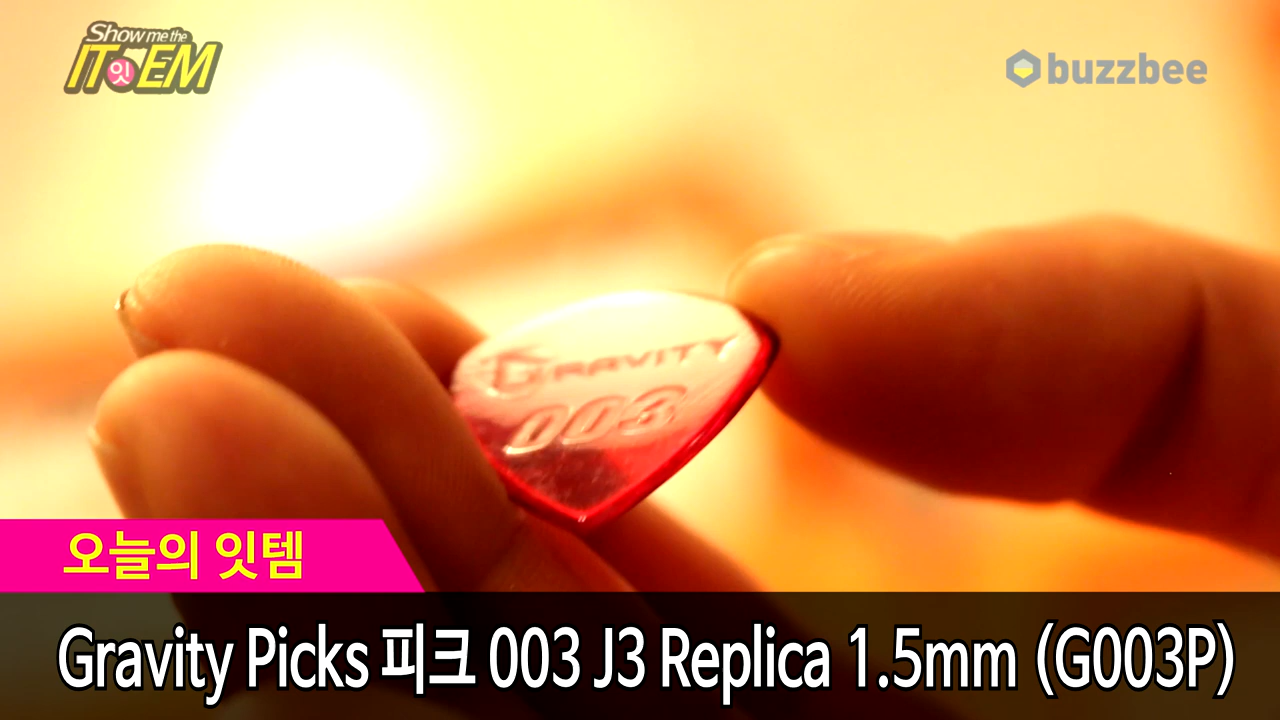 Show me the
IT잇EM
buzzbee
GRAVITY
003
오늘의 잇템
Gravity Picks 피크 003 J3 Replica 1.5mm (G003P)